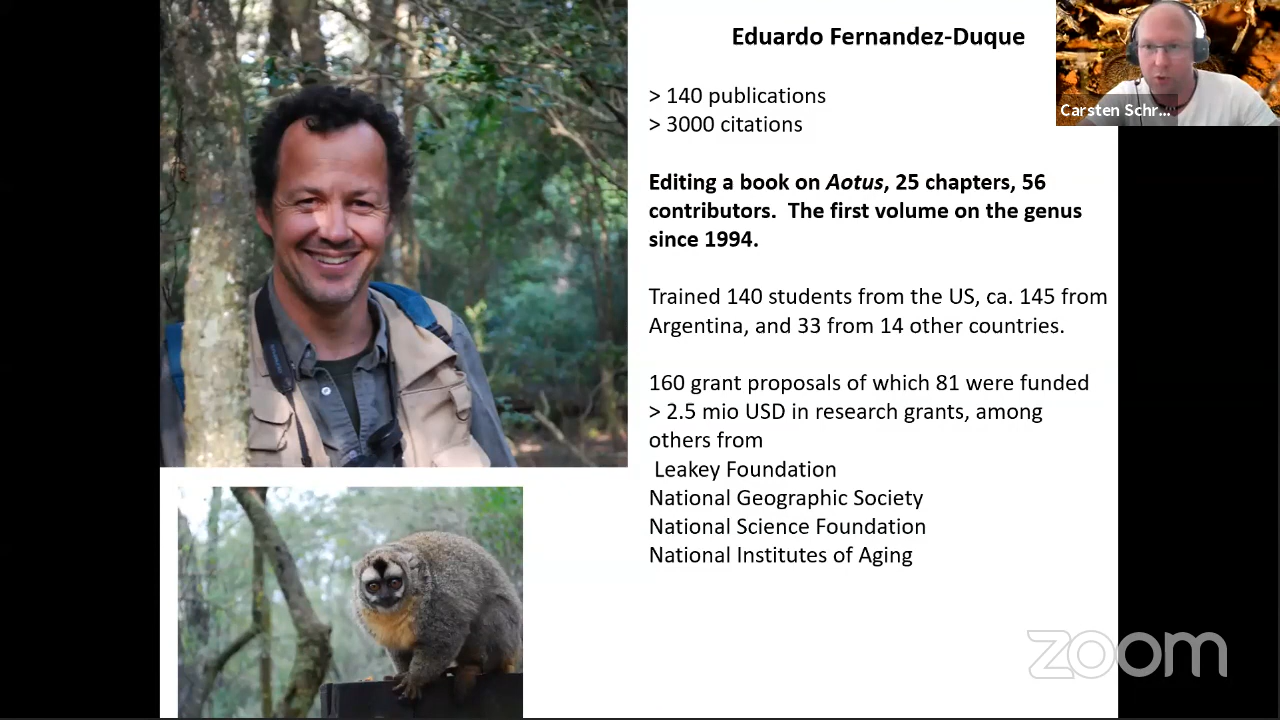 Eduardo Fernandez-Duque
> 140 publications
> 3000 citations
Editing a book on Aotus, 25 chapters, 56
contributors.  The first volume on the genus
since 1994.
Trained 140 students from the US, ca. 145 from
Argentina, and 33 from 14 other countries.
160 grant proposals of which 81 were funded
> 2.5 mio USD in research grants, among
others from
Leakey Foundation
National Geographic Society
National Science Foundation
National Institutes of Aging
Carsten Schr...
zoom